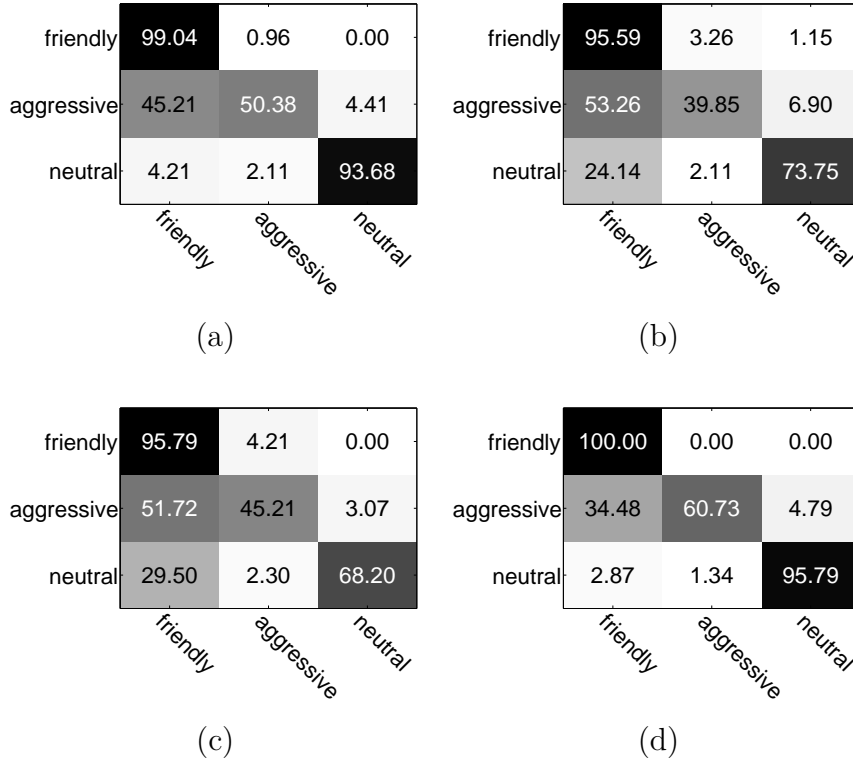 friendly 99.04 0.96 0.00
aggressive 45.21 50.38 4.41
neutral 4.21 2.11 93.68
friendly aggressive neutral
(a)
friendly 95.59 3.26 1.15
aggressive 53.26 39.85 6.90
neutral 24.14 2.11 73.75
friendly aggressive neutral
(b)
friendly 95.79 4.21 0.00
aggressive 51.72 45.21 3.07
neutral 29.50 2.30 68.20
friendly aggressive neutral
(c)
friendly 100.00 0.00 0.00
aggressive 34.48 60.73 4.79
neutral 2.87 1.34 95.79
friendly aggressive neutral
(d)